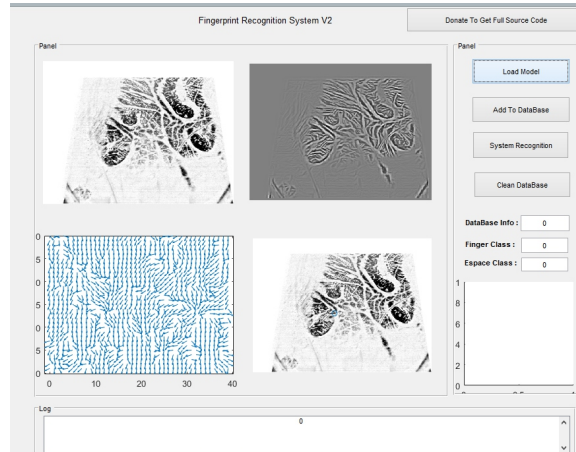 Fingerprint Recognition System V2
Donate To Get Full Source Code
Panel
Panel
Load Model
Add To DataBase
System Recognition
Clean DataBase
DataBase Info : 0
Finger Class : 0
Espace Class : 0
0
5
0
5
0
5
0
0 10 20 30 40
1
8
6
4
2
0
Log
0